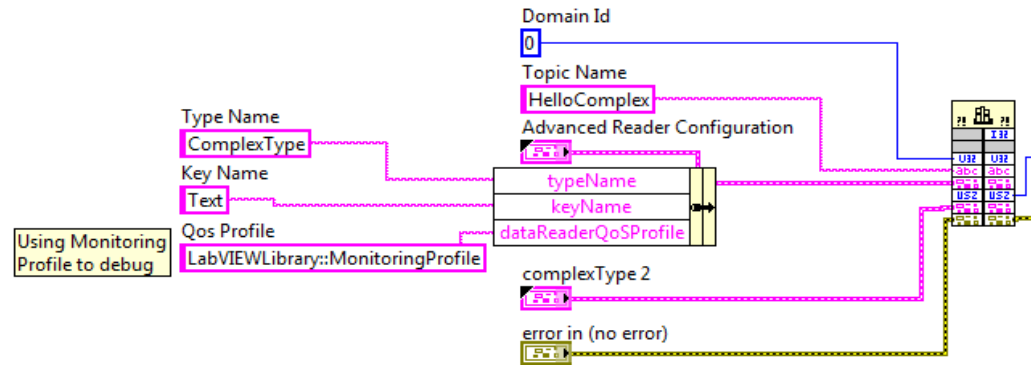 Domain Id
0
Topic Name
HelloComplex
Advanced Reader Configuration
Type Name
ComplexType
Key Name
Text
Qos Profile
LabVIEWLibrary::MonitoringProfile
Using Monitoring
Profile to debug
typeName
keyName
dataReaderQoSProfile
complexType 2
error in (no error)
?! ?!
I32
U32 U32
abc abc